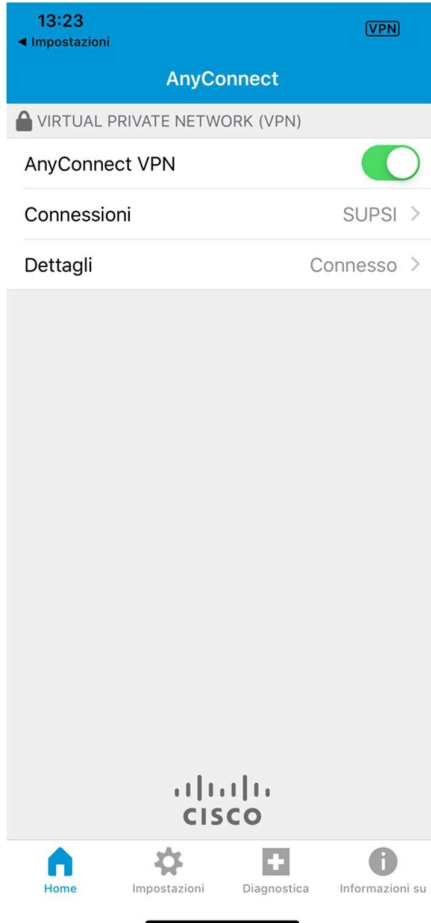 13:23
VPN
◀ Impostazioni
AnyConnect
VIRTUAL PRIVATE NETWORK (VPN)
AnyConnect VPN
Connessioni SUPSI >
Dettagli Connesso >
CISCO
Home Impostazioni Diagnostica Informazioni su